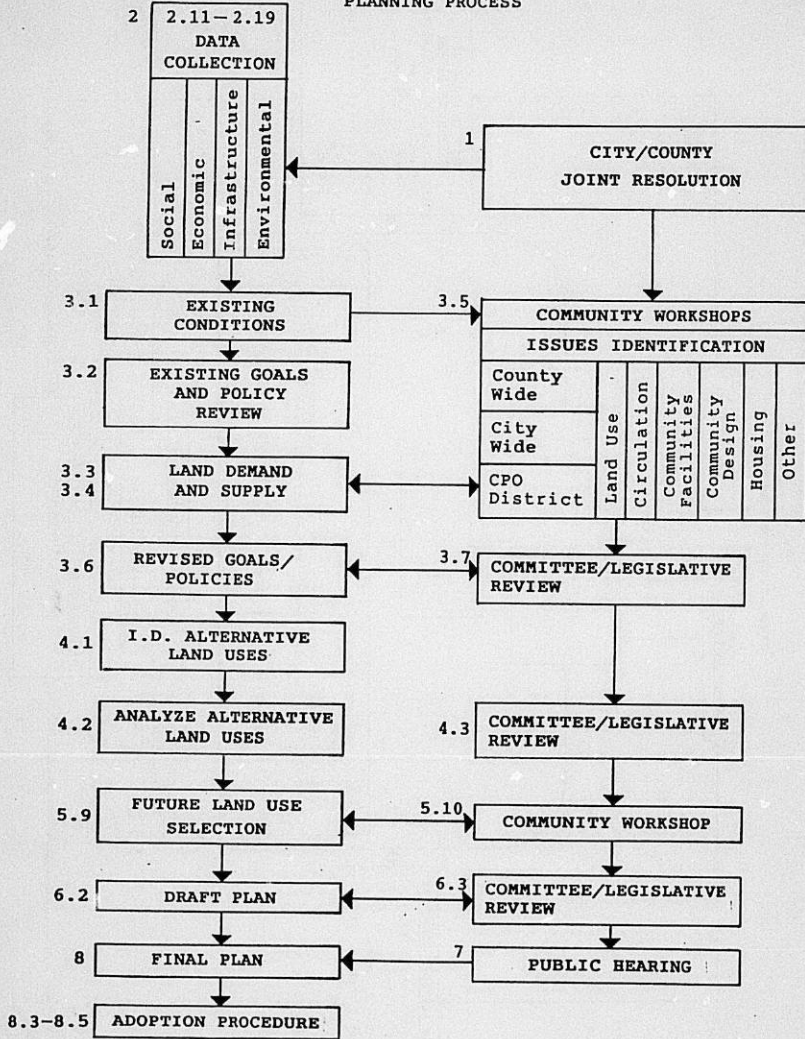 PLANNING PROCESS
2
2.11-2.19
DATA
COLLECTION
Social
Economic
Infrastructure
Environmental
1
CITY/COUNTY
JOINT RESOLUTION
3.1
EXISTING
CONDITIONS
3.5
COMMUNITY WORKSHOPS
ISSUES IDENTIFICATION
County
Wide
City
Wide
CPO
District
Land Use
Circulation
Community
Facilities
Community
Design
Housing
Other
3.2
EXISTING GOALS
AND POLICY
REVIEW
3.3
3.4
LAND DEMAND
AND SUPPLY
3.6
REVISED GOALS/
POLICIES
3.7
COMMITTEE/LEGISLATIVE
REVIEW
4.1
I.D. ALTERNATIVE
LAND USES
4.2
ANALYZE ALTERNATIVE
LAND USES
4.3
COMMITTEE/LEGISLATIVE
REVIEW
5.9
FUTURE LAND USE
SELECTION
5.10
COMMUNITY WORKSHOP
6.2
DRAFT PLAN
6.3
COMMITTEE/LEGISLATIVE
REVIEW
8
FINAL PLAN
7
PUBLIC HEARING
8.3-8.5
ADOPTION PROCEDURE